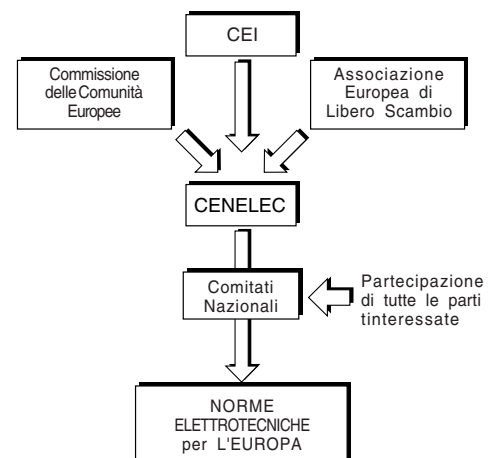 CEI
Commissione
delle Comunità
Europee
Associazione
Europea di
Libero Scambio
CENELEC
Comitati
Nazionali
Partecipazione
di tutte le parti
tinteressate
NORME
ELETTROTECNICHE
per L'EUROPA